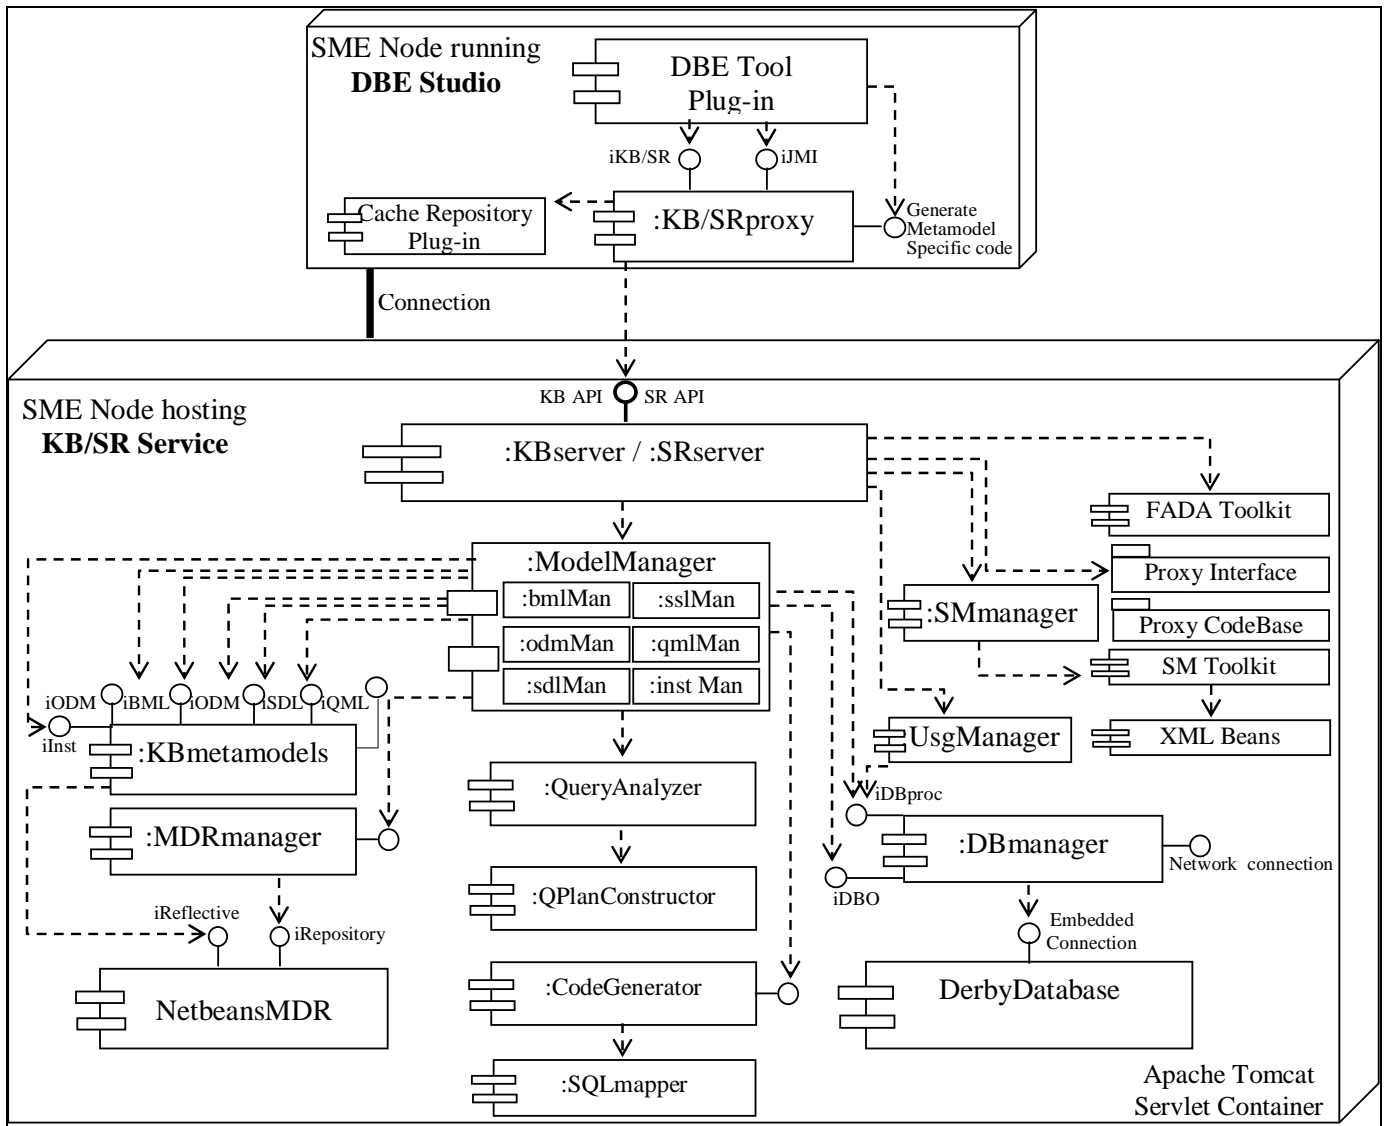 SME Node running
DBE Studio
DBE Tool
Plug-in
iKB/SR
iJMI
Cache Repository
Plug-in
:KB/SRproxy
Generate
Metamodel
Specific code
Connection
KB API
SR API
SME Node hosting
KB/SR Service
:KBserver / :SRserver
FADA Toolkit
:ModelManager
Proxy Interface
:bmlMan
:sslMan
:SMmanager
Proxy CodeBase
:odmMan
:qmlMan
SM Toolkit
:sdlMan
:inst Man
iODM
iBML
iODM
iSDL
iQML
iInst
:KBmetamodels
:UsgManager
XML Beans
:QueryAnalyzer
iDBproc
:MDRmanager
:DBmanager
Network connection
:QPlanConstructor
iDBO
iReflective
iRepository
Embedded
Connection
NetbeansMDR
:CodeGenerator
DerbyDatabase
:SQLmapper
Apache Tomcat
Servlet Container